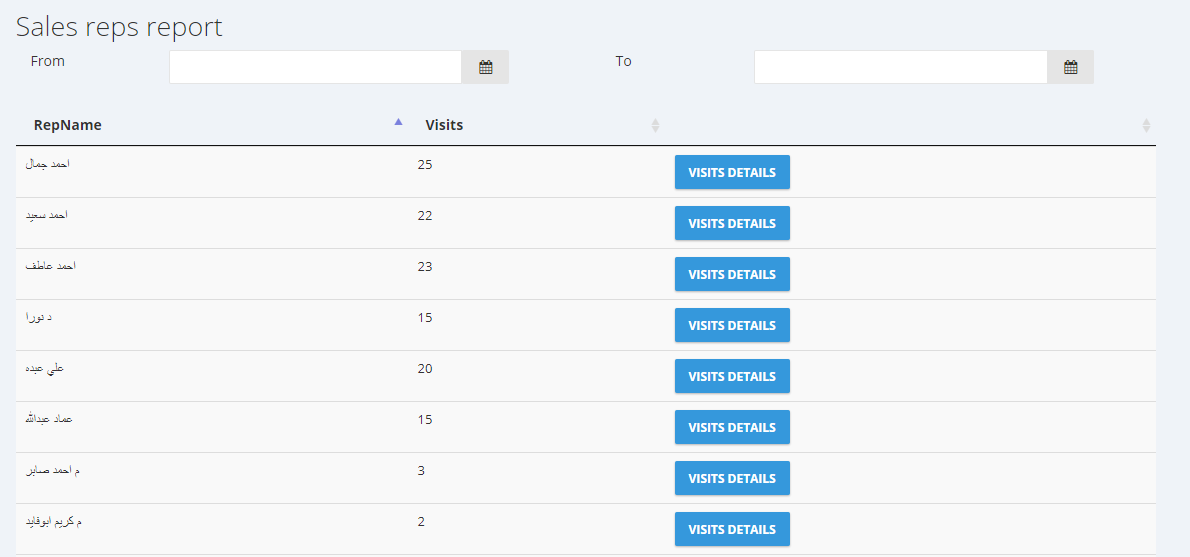 Sales reps report
From To
RepName Visits
احمد جمال 25 VISITS DETAILS
احمد سعيد 22 VISITS DETAILS
احمد عاطف 23 VISITS DETAILS
د نورا 15 VISITS DETAILS
علي عبده 20 VISITS DETAILS
عماد عبدالله 15 VISITS DETAILS
م احمد صابر 3 VISITS DETAILS
م كريم ابوفايد 2 VISITS DETAILS